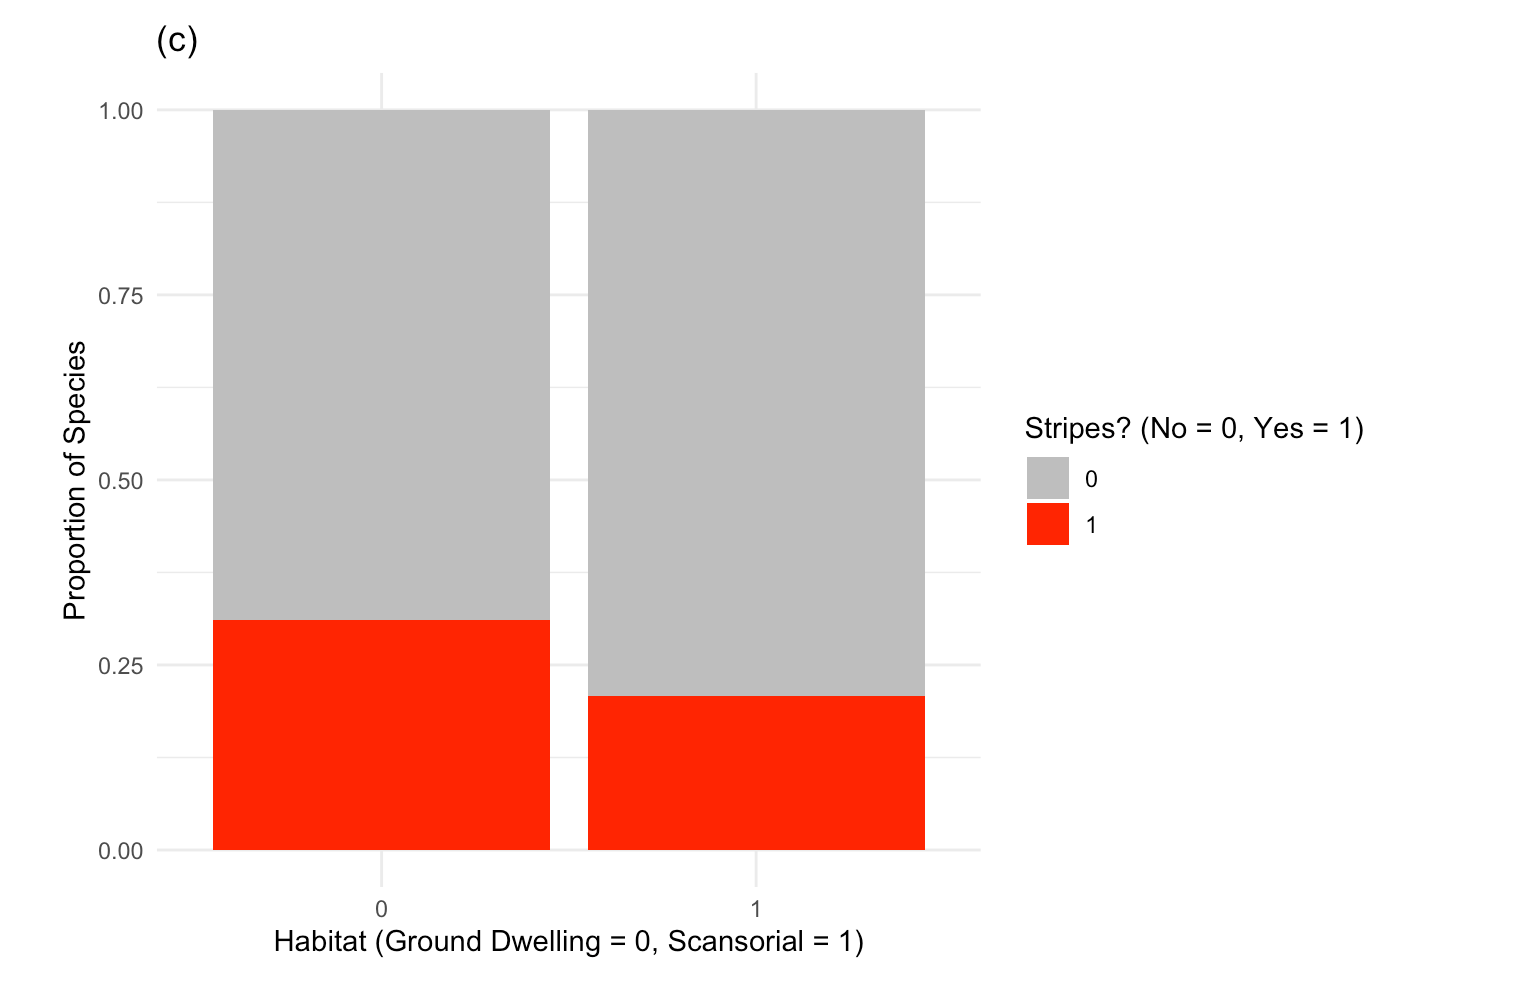 (c)
1.00
0.75
0.50
0.25
0.00
Proportion of Species
0
1
Habitat (Ground Dwelling = 0, Scansorial = 1)
Stripes? (No = 0, Yes = 1)
0
1